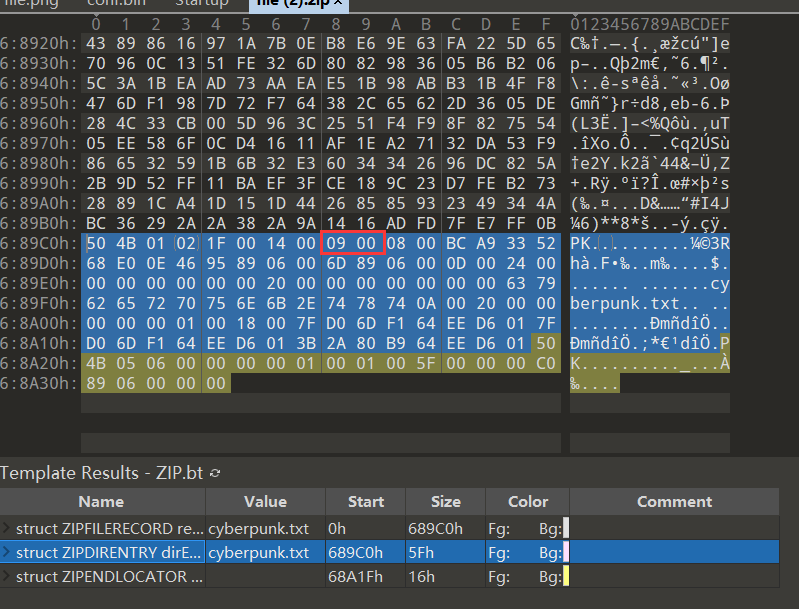 file.png conf.bin Startup file (2).zip ×
0 1 2 3 4 5 6 7 8 9 A B C D E F 0123456789ABCDEF
6:8920h: 43 89 86 16 97 1A 7B 0E B8 E6 9E 63 FA 22 5D 65 C‰†.—.{.¸æžcú"]e
6:8930h: 70 96 0C 13 51 FE 32 6D 80 82 98 36 05 B6 B2 06 p–..Qþ2m€‚˜6.¶².
6:8940h: 5C 3A 1B EA AD 73 AA EA E5 1B 98 AB B3 1B 4F F8 \:.ê-sªêå.˜«³.Oø
6:8950h: 47 6D F1 98 7D 72 F7 64 38 2C 65 62 2D 36 05 DE Gmñ˜}r÷d8,eb-6.Þ
6:8960h: 28 4C 33 CB 00 5D 96 3C 25 51 F4 F9 8F 82 75 54 (L3Ë.]–<%Qôù.‚uT
6:8970h: 05 EE 58 6F 0C D4 16 11 AF 1E A2 71 32 DA 53 F9 .îXo.Ô..¯.¢q2ÚSù
6:8980h: 86 65 32 59 1B 6B 32 E3 60 34 34 26 96 DC 82 5A †e2Y.k2ã`44&–Ü‚Z
6:8990h: 2B 9D 52 FF 11 BA EF 3F CE 18 9C 23 D7 FE B2 73 +.Rÿ.ºï?Î.œ#×þ²s
6:89A0h: 28 89 1C A4 1D 15 1D 44 26 85 85 93 23 49 34 4A (‰.¤...D&……“#I4J
6:89B0h: BC 36 29 2A 2A 38 2A 9A 14 16 AD FD 7F E7 FF 0A ¼6)**8*š..-ý.çÿ.
6:89C0h: 50 4B 01 02 1F 00 14 00 09 00 08 00 BC A9 33 52 PK..........¼©3R
6:89D0h: 68 E0 0E 46 95 89 06 00 6D 89 06 00 0D 00 24 00 hà.F•‰..m‰....$.
6:89E0h: 00 00 00 00 00 20 00 00 00 00 00 00 00 00 63 79 ..... ........cy
6:89F0h: 62 65 72 70 75 6E 6B 2E 74 78 74 0A 00 20 00 00 berpunk.txt.. ..
6:8A00h: 00 00 00 01 00 18 00 7F D0 6D F1 64 EE D6 01 7F ........ÐmñdîÖ..
6:8A10h: D0 6D F1 64 EE D6 01 3B 2A 80 B9 64 EE D6 01 50 ÐmñdîÖ.;*€¹dîÖ.P
6:8A20h: 4B 05 06 00 00 00 00 01 00 01 00 5F 00 00 00 C0 K.........._...À
6:8A30h: 89 06 00 00 00 ‰....
Template Results - ZIP.bt
Name Value Start Size Color Comment
struct ZIPFILERECORD re... cyberpunk.txt 0h 689C0h Fg: Bg:
struct ZIPDIRENTRY dirE... cyberpunk.txt 689C0h 5Fh Fg: Bg:
struct ZIPENDLOCATOR ... 68A1Fh 16h Fg: Bg: